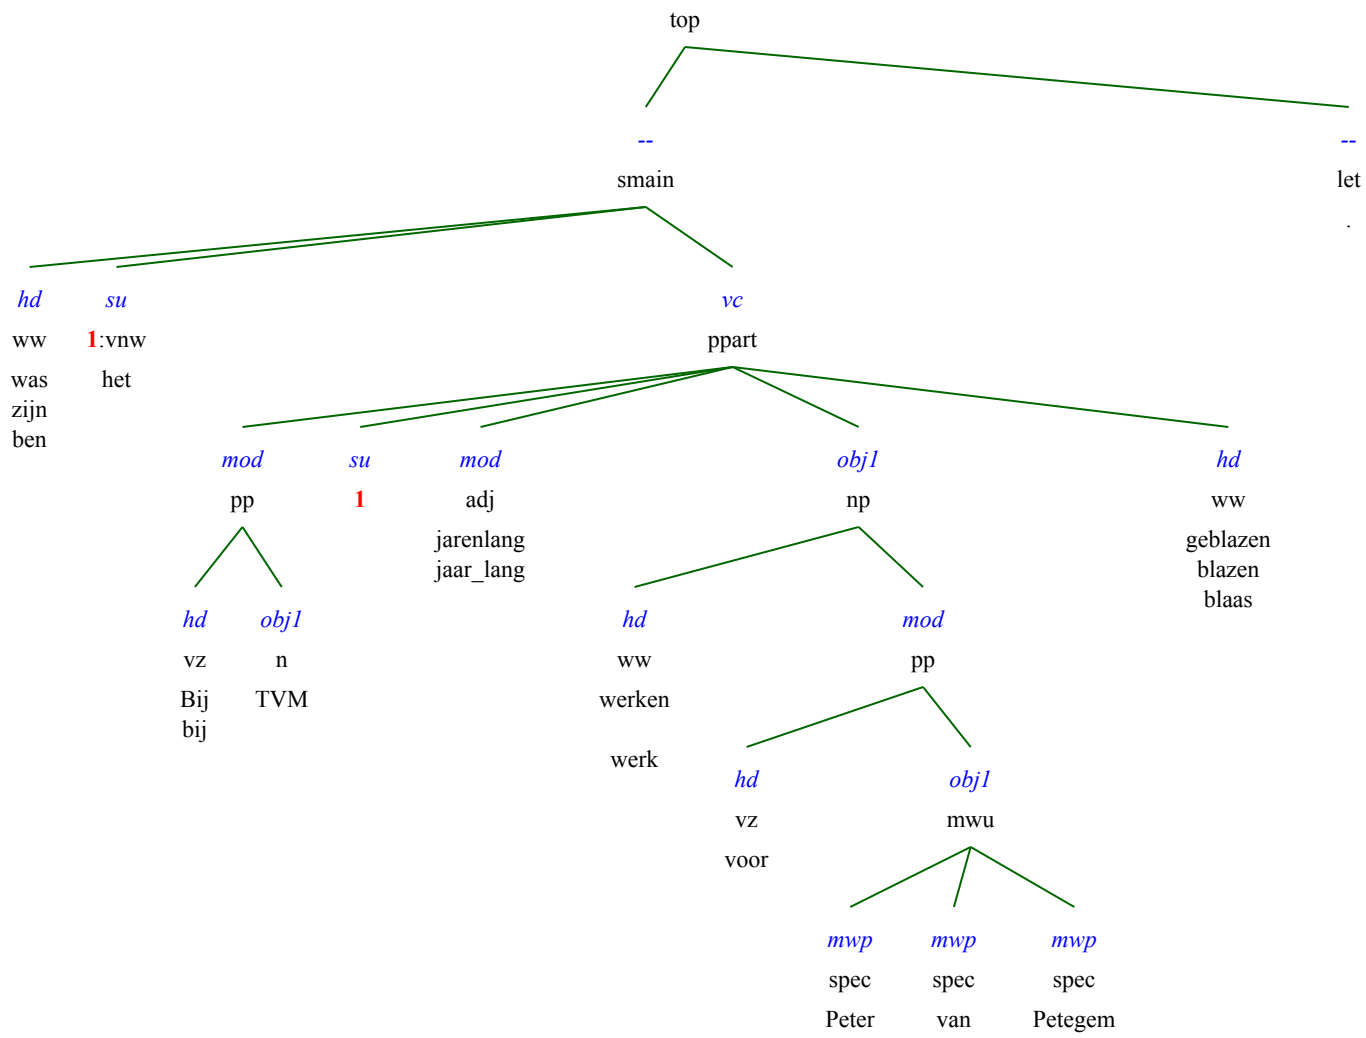 top
-- --
smain let
.
hd su vc
ww 1:vnw ppart
was het
zijn
ben
mod su mod obj1 hd
pp 1 adj np ww
jarenlang geblazen
jaar_lang blazen
blaas
hd obj1 hd mod
vz n ww pp
Bij TVM werken
bij
werk
hd obj1
vz mwu
voor
mwp mwp mwp
spec spec spec
Peter van Petegem